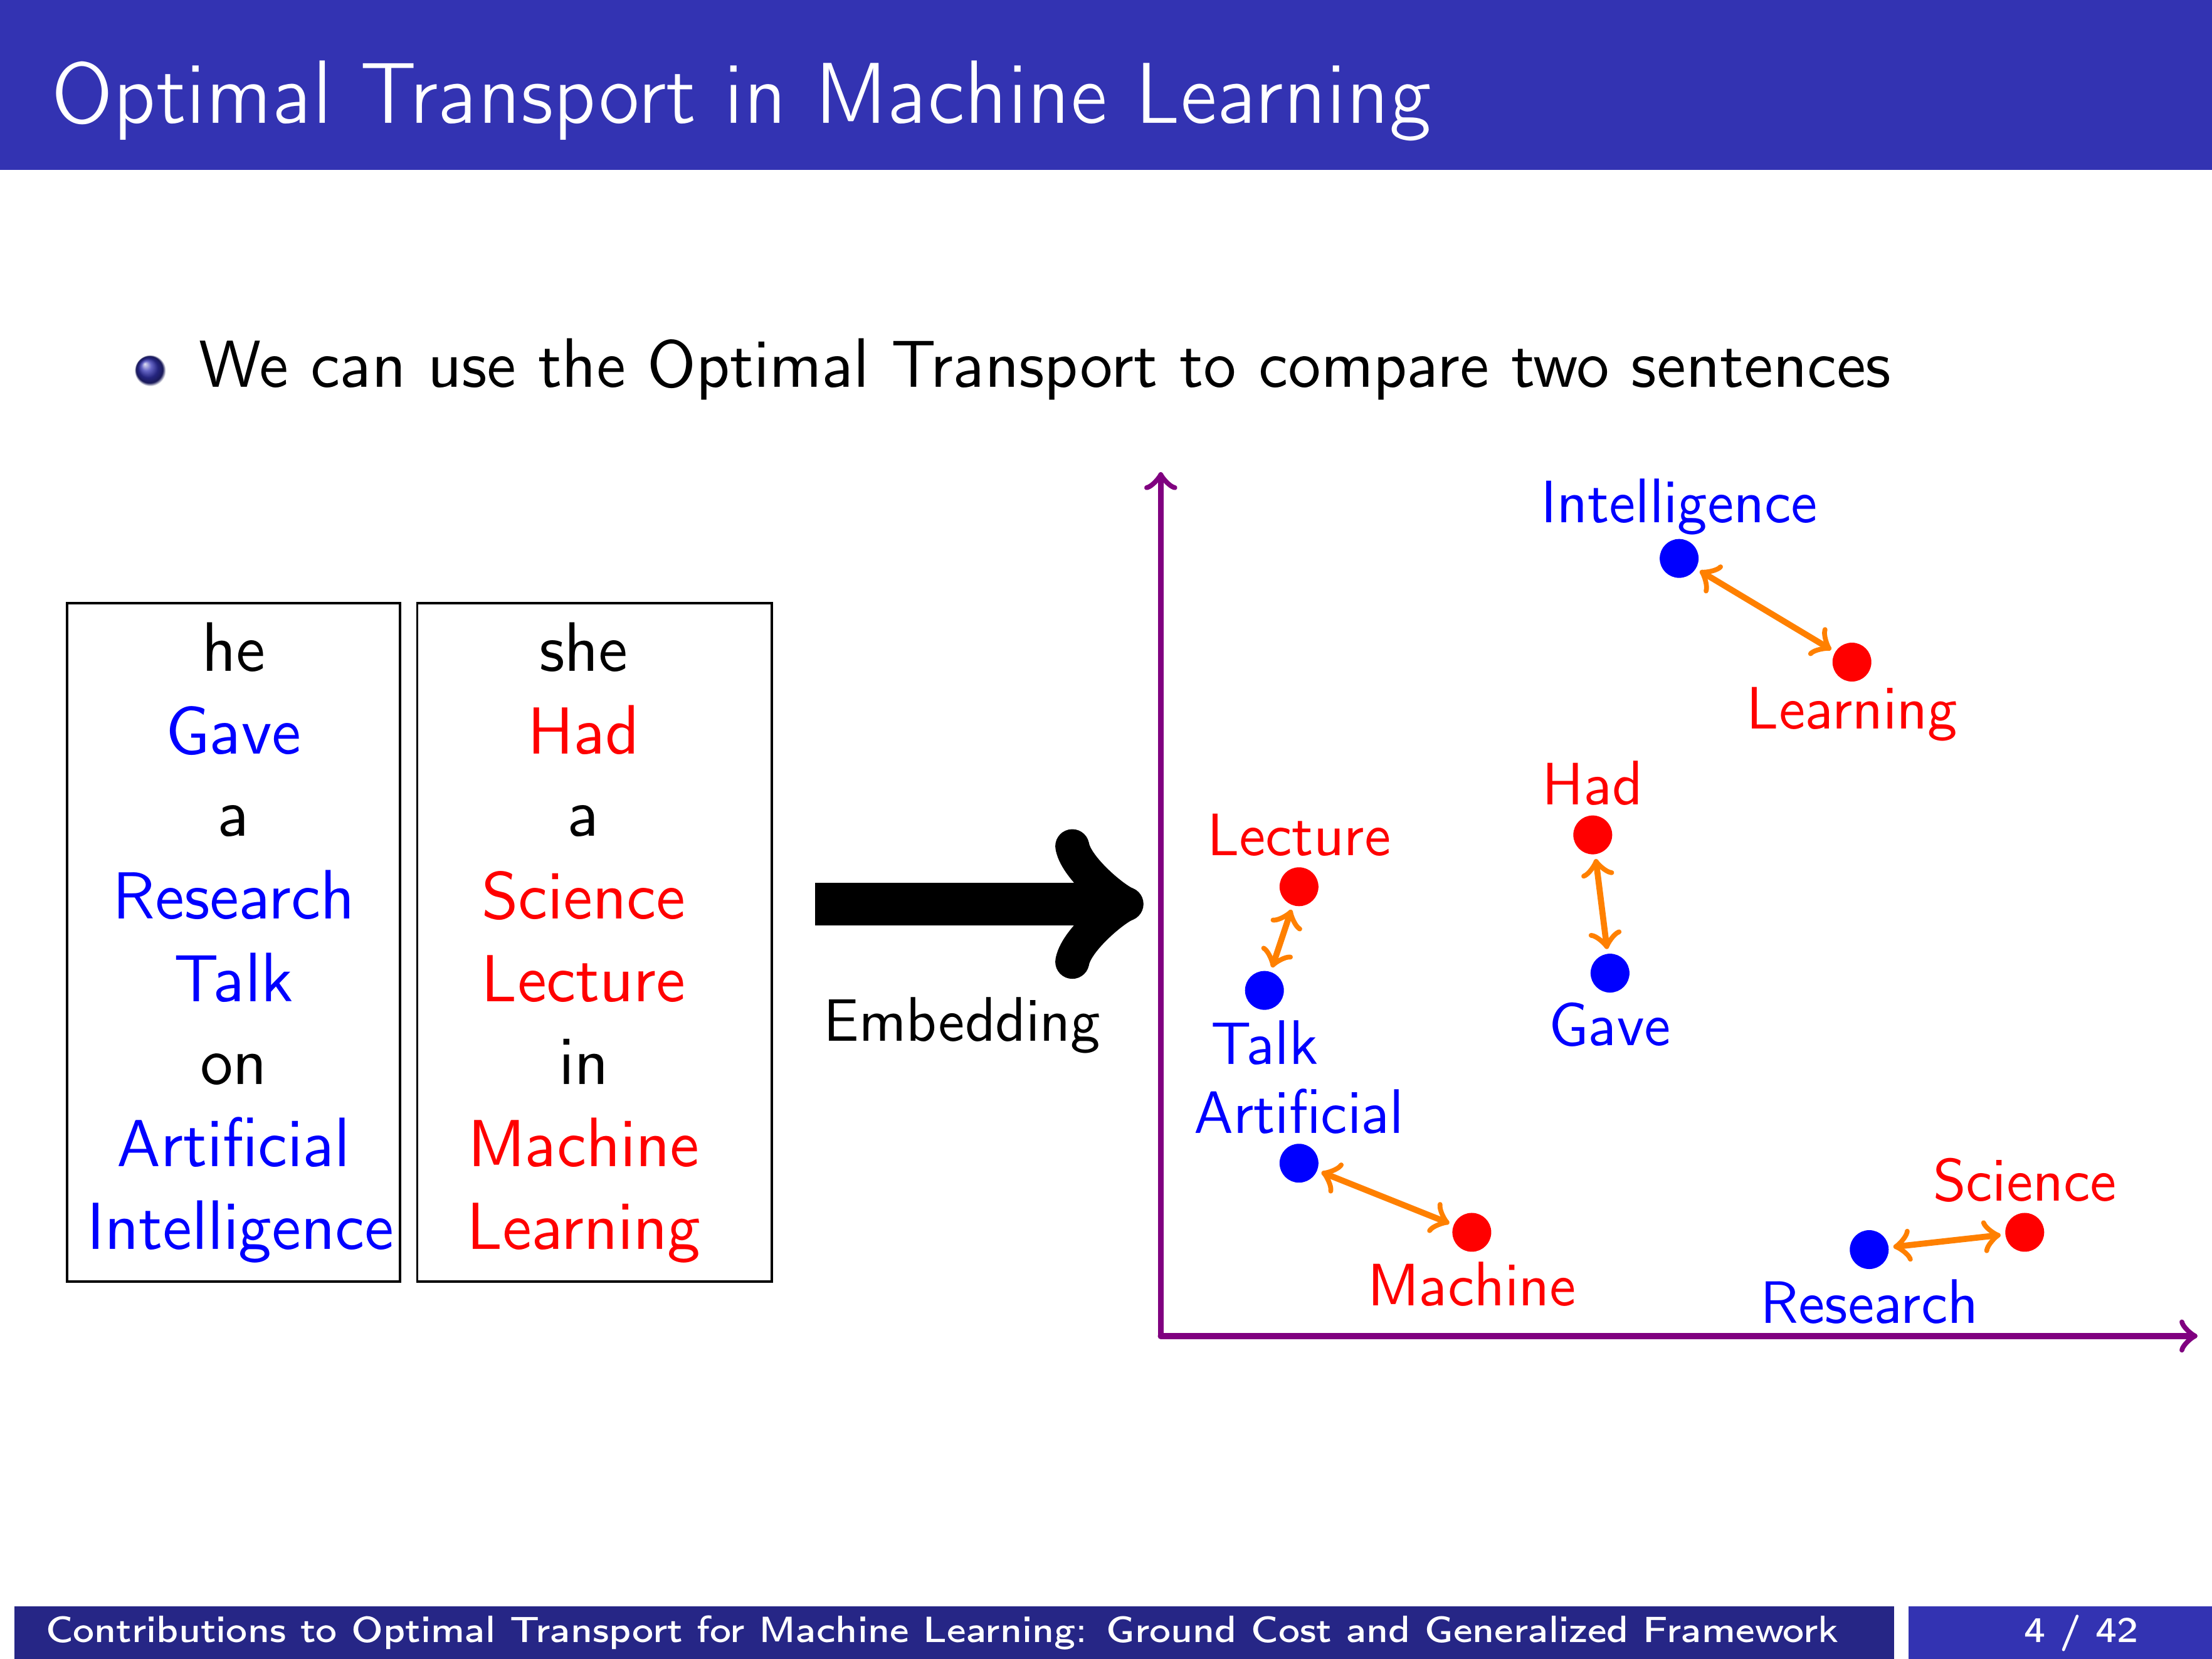 Optimal Transport in Machine Learning
We can use the Optimal Transport to compare two sentences
he
Gave
a
Research
Talk
on
Artificial
Intelligence
she
Had
a
Science
Lecture
in
Machine
Learning
Embedding
Intelligence
Learning
Had
Lecture
Gave
Talk
Artificial
Science
Machine
Research
Contributions to Optimal Transport for Machine Learning: Ground Cost and Generalized Framework
4 / 42